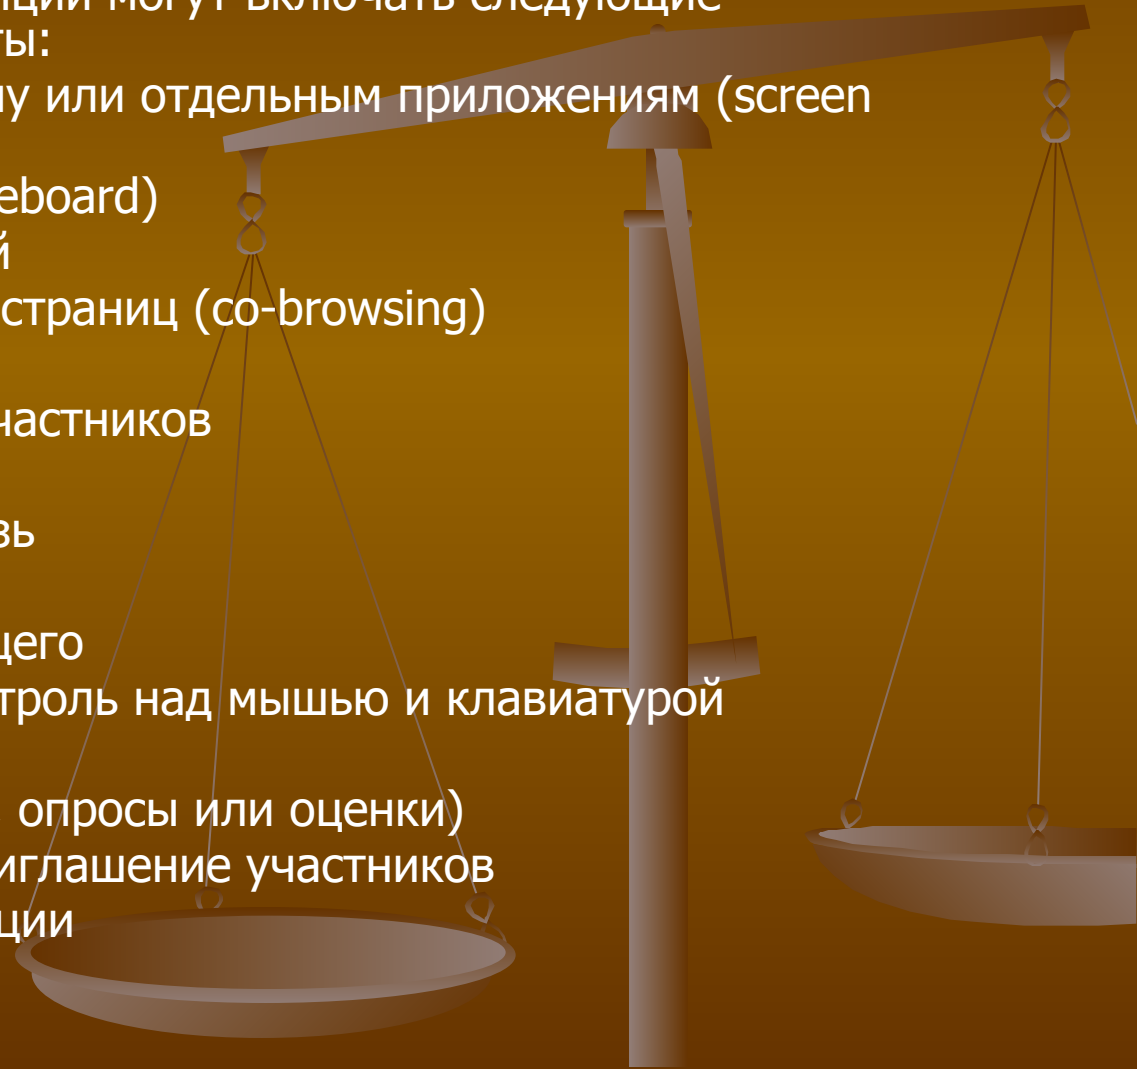 нции могут включать следующие
ты:
ну или отдельным приложениям (screen
eboard)
й
страниц (co-browsing)
частников
зь
щего
троль над мышью и клавиатурой
опросы или оценки)
иглашение участников
ции